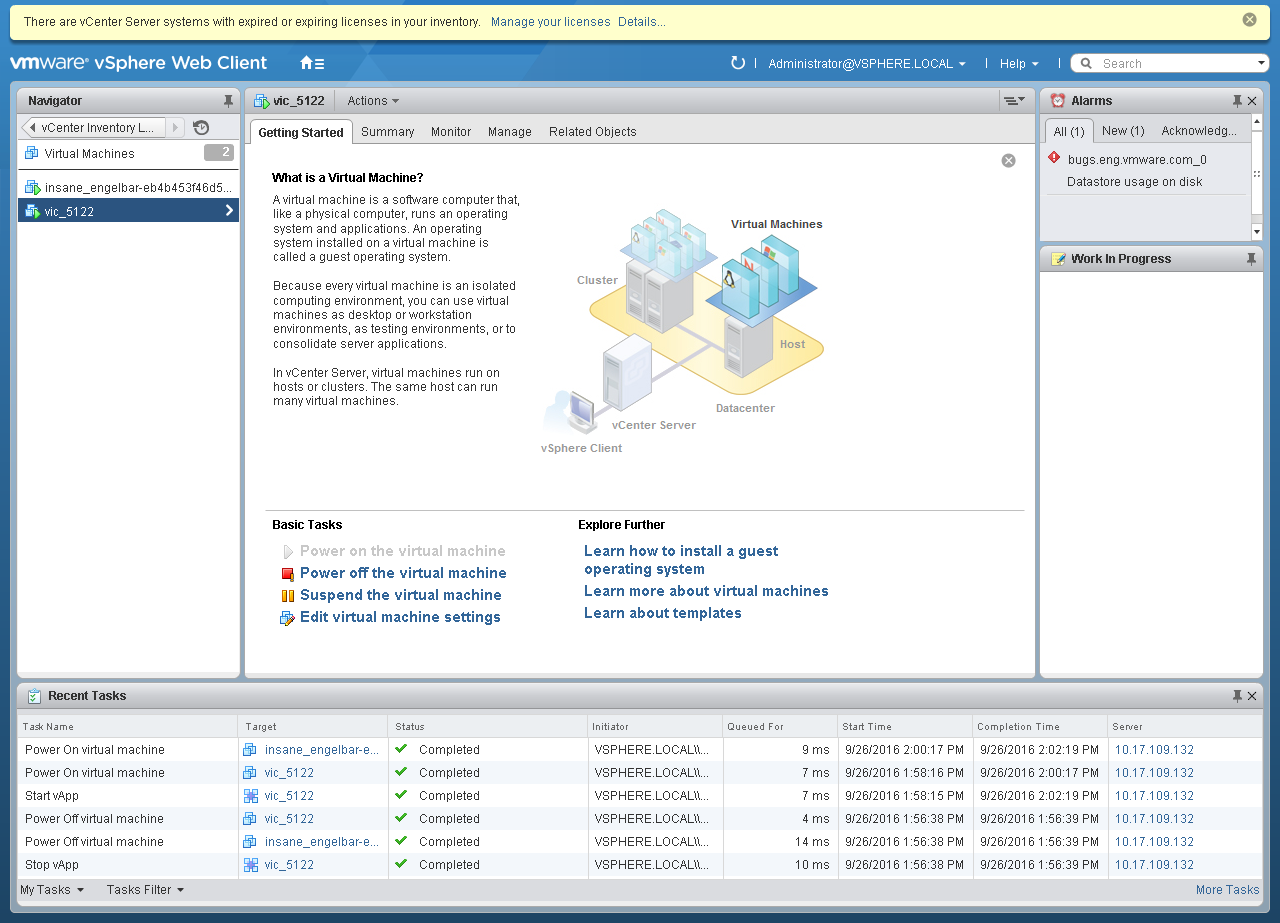 There are vCenter Server systems with expired or expiring licenses in your inventory. Manage your licenses Details...
vmware® vSphere Web Client
Administrator@VSPHERE.LOCAL
Help
Search
Navigator
vCenter Inventory L...
Virtual Machines 2
insane_engelbar-eb4b453f46d5...
vic_5122
vic_5122 Actions
Getting Started Summary Monitor Manage Related Objects
What is a Virtual Machine?
A virtual machine is a software computer that,
like a physical computer, runs an operating
system and applications. An operating
system installed on a virtual machine is
called a guest operating system.
Because every virtual machine is an isolated
computing environment, you can use virtual
machines as desktop or workstation
environments, as testing environments, or to
consolidate server applications.
In vCenter Server, virtual machines run on
hosts or clusters. The same host can run
many virtual machines.
Virtual Machines
Cluster
Host
Datacenter
vCenter Server
vSphere Client
Basic Tasks
Power on the virtual machine
Power off the virtual machine
Suspend the virtual machine
Edit virtual machine settings
Explore Further
Learn how to install a guest
operating system
Learn more about virtual machines
Learn about templates
Alarms
All (1) New (1) Acknowledg...
bugs.eng.vmware.com_0
Datastore usage on disk
Work In Progress
Recent Tasks
Task Name Target Status Initiator Queued For Start Time Completion Time Server
Power On virtual machine insane_engelbar-e... Completed VSPHERE.LOCAL\\... 9 ms 9/26/2016 2:00:17 PM 9/26/2016 2:02:19 PM 10.17.109.132
Power On virtual machine vic_5122 Completed VSPHERE.LOCAL\\... 7 ms 9/26/2016 1:58:16 PM 9/26/2016 2:00:17 PM 10.17.109.132
Start vApp vic_5122 Completed VSPHERE.LOCAL\\... 7 ms 9/26/2016 1:58:15 PM 9/26/2016 2:02:19 PM 10.17.109.132
Power Off virtual machine vic_5122 Completed VSPHERE.LOCAL\\... 4 ms 9/26/2016 1:56:38 PM 9/26/2016 1:56:39 PM 10.17.109.132
Power Off virtual machine insane_engelbar-e... Completed VSPHERE.LOCAL\\... 14 ms 9/26/2016 1:56:38 PM 9/26/2016 1:56:39 PM 10.17.109.132
Stop vApp vic_5122 Completed VSPHERE.LOCAL\\... 10 ms 9/26/2016 1:56:38 PM 9/26/2016 1:56:39 PM 10.17.109.132
My Tasks Tasks Filter More Tasks